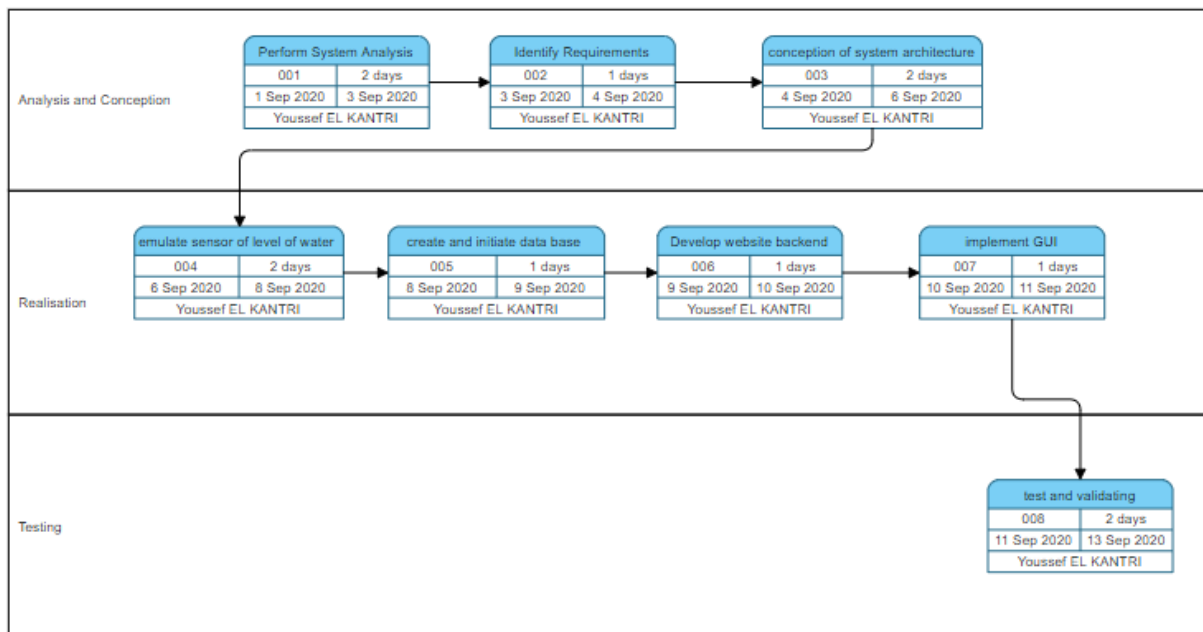 Analysis and Conception
Perform System Analysis
001 2 days
1 Sep 2020 3 Sep 2020
Youssef EL KANTRI
Identify Requirements
002 1 days
3 Sep 2020 4 Sep 2020
Youssef EL KANTRI
conception of system architecture
003 2 days
4 Sep 2020 6 Sep 2020
Youssef EL KANTRI
Realisation
emulate sensor of level of water
004 2 days
6 Sep 2020 8 Sep 2020
Youssef EL KANTRI
create and initiate data base
005 1 days
8 Sep 2020 9 Sep 2020
Youssef EL KANTRI
Develop website backend
006 1 days
9 Sep 2020 10 Sep 2020
Youssef EL KANTRI
implement GUI
007 1 days
10 Sep 2020 11 Sep 2020
Youssef EL KANTRI
Testing
test and validating
008 2 days
11 Sep 2020 13 Sep 2020
Youssef EL KANTRI